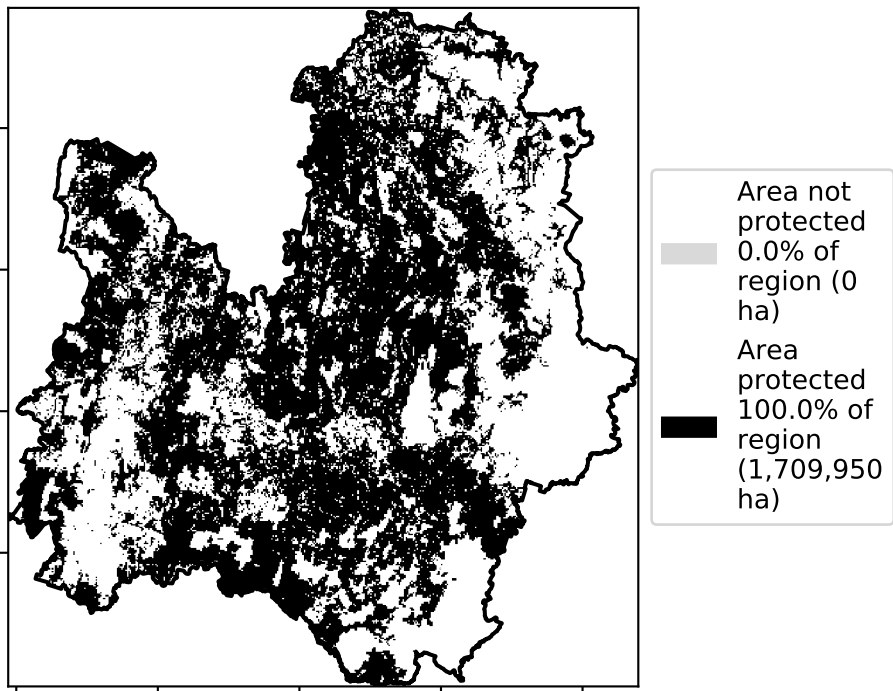 Area not
protected
0.0% of
region (0
ha)
Area
protected
100.0% of
region
(1,709,950
ha)